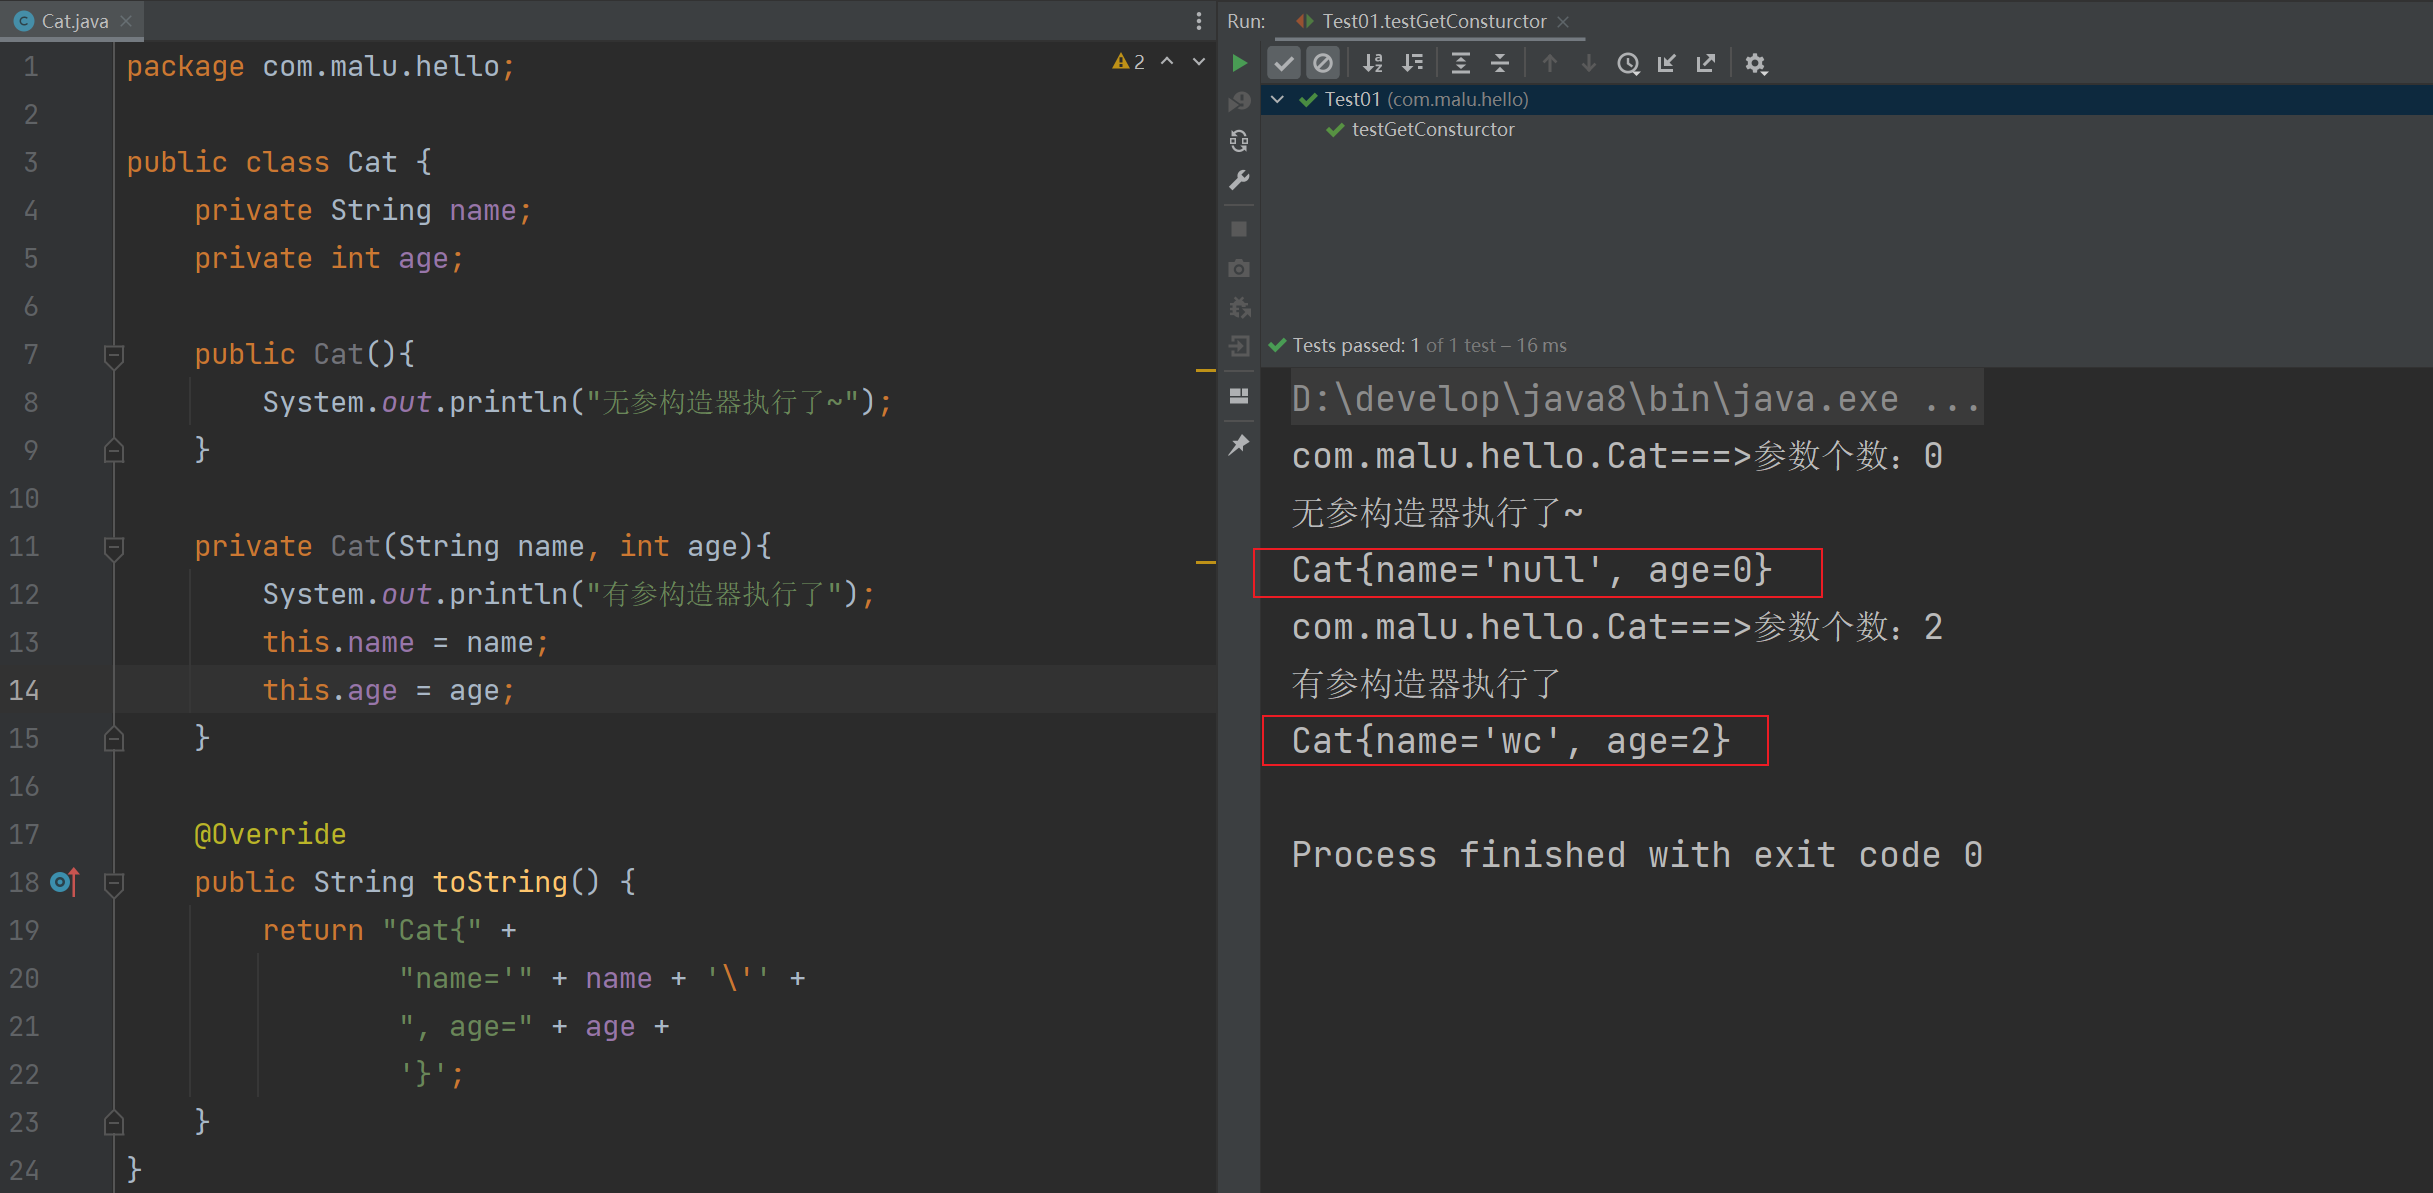 Cat.java
2
1 package com.malu.hello;
2
3 public class Cat {
4 private String name;
5 private int age;
6
7 public Cat(){
8 System.out.println("无参构造器执行了~");
9 }
10
11 private Cat(String name, int age){
12 System.out.println("有参构造器执行了");
13 this.name = name;
14 this.age = age;
15 }
16
17 @Override
18 public String toString() {
19 return "Cat{" +
20 "name='" + name + '\'' +
21 ", age=" + age +
22 '}';
23 }
24 }
Run: Test01.testGetConsturctor
Test01 (com.malu.hello)
testGetConsturctor
Tests passed: 1 of 1 test – 16 ms
D:\develop\java8\bin\java.exe ...
com.malu.hello.Cat===>参数个数：0
无参构造器执行了~
Cat{name='null', age=0}
com.malu.hello.Cat===>参数个数：2
有参构造器执行了
Cat{name='wc', age=2}
Process finished with exit code 0